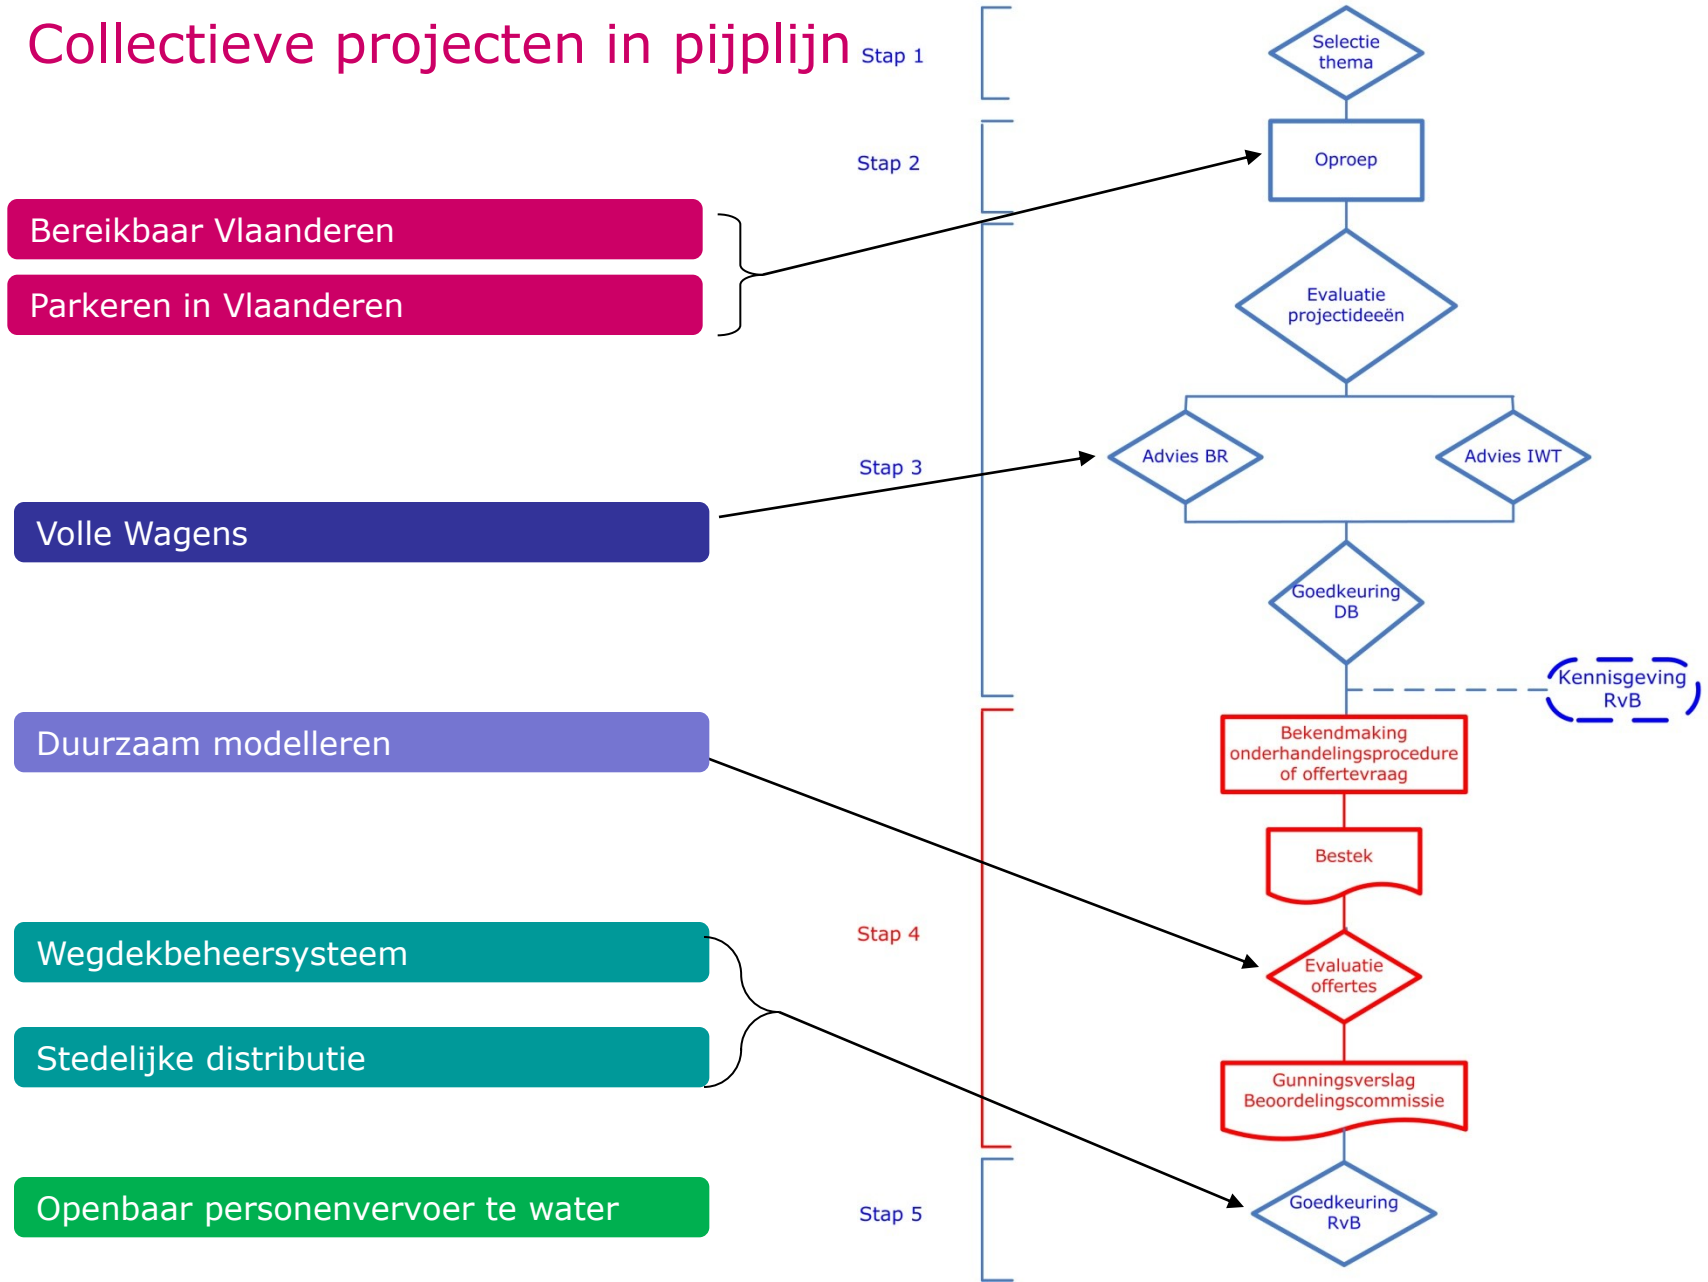 Collectieve projecten in pijplijn
Bereikbaar Vlaanderen
Parkeren in Vlaanderen
Volle Wagens
Duurzaam modelleren
Wegdekbeheersysteem
Stedelijke distributie
Openbaar personenvervoer te water
Stap 1
Stap 2
Stap 3
Stap 4
Stap 5
Selectie
thema
Oproep
Evaluatie
projectideeën
Advies BR
Advies IWT
Goedkeuring
DB
Kennisgeving
RvB
Bekendmaking
onderhandelingsprocedure
of offertevraag
Bestek
Evaluatie
offertes
Gunningsverslag
Beoordelingscommissie
Goedkeuring
RvB